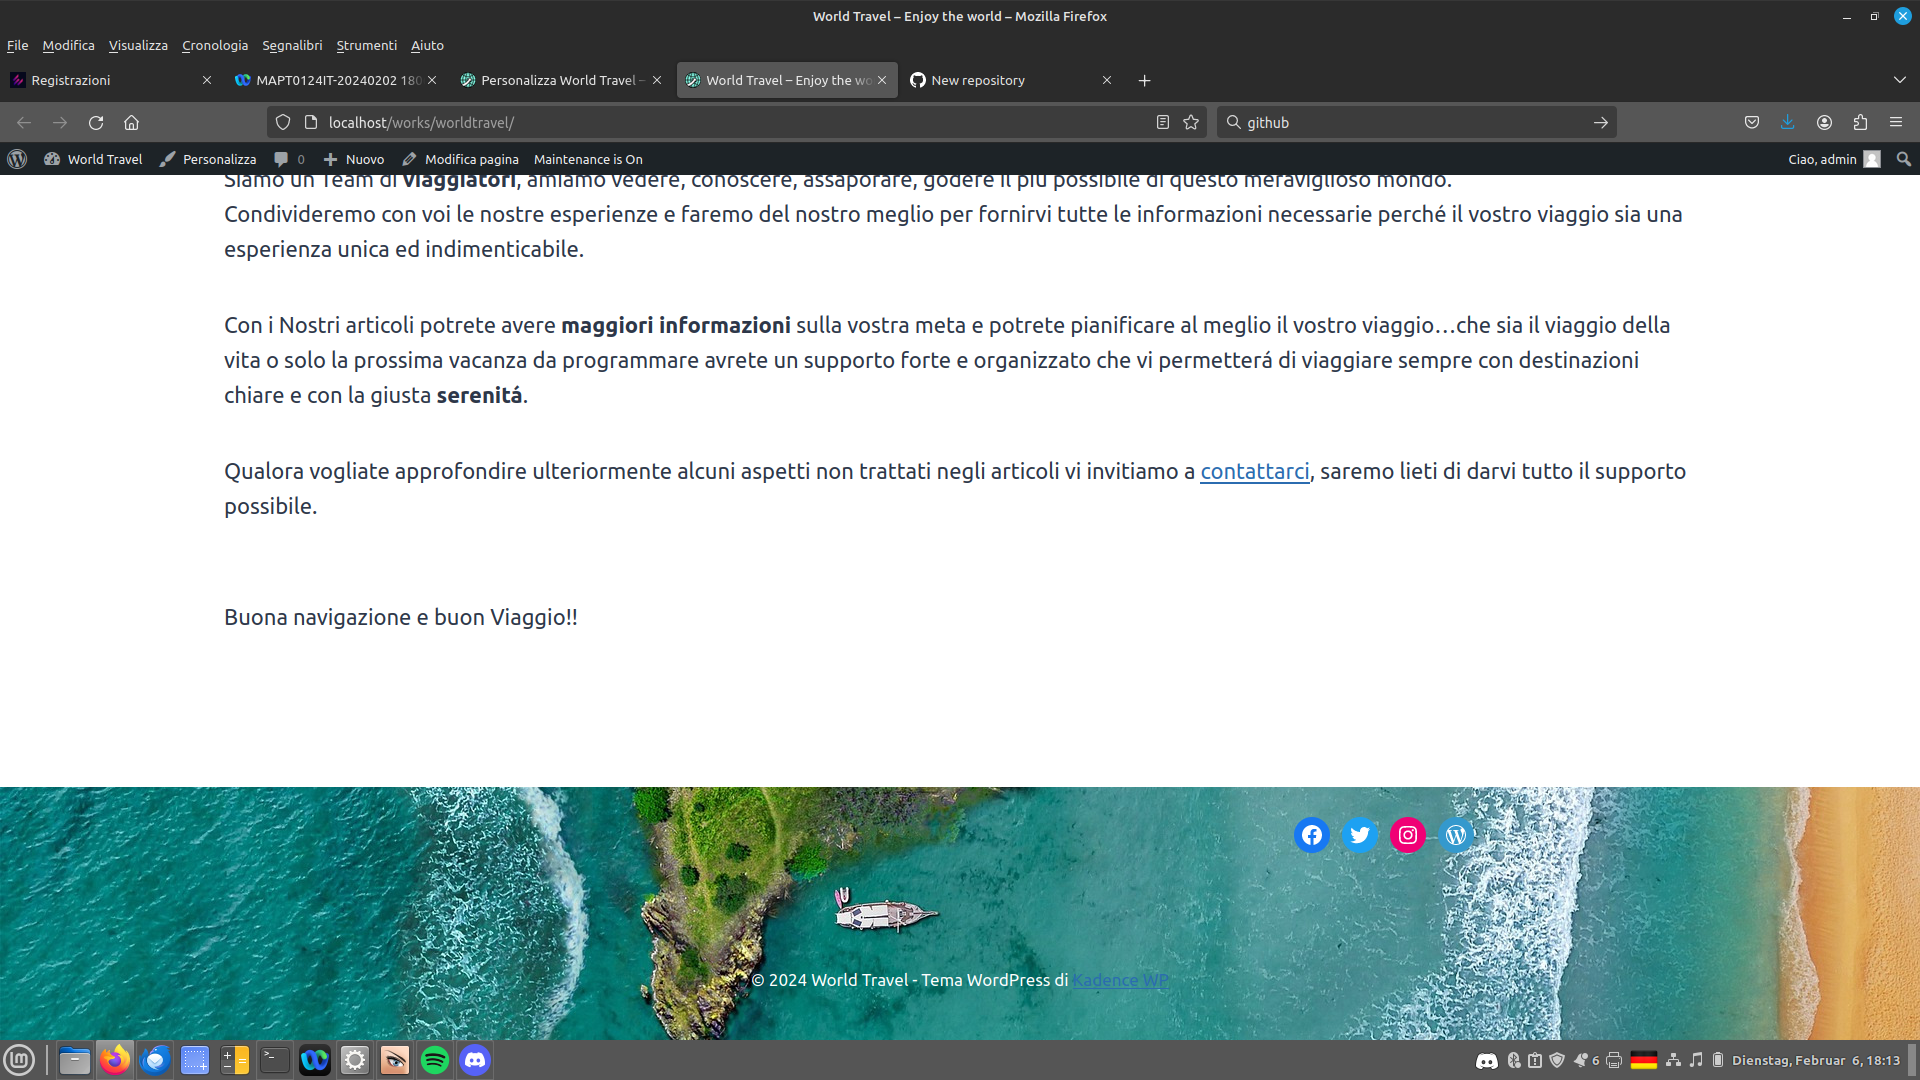 World Travel – Enjoy the world – Mozilla Firefox
File Modifica Visualizza Cronologia Segnalibri Strumenti Aiuto
Registrazioni MAPT0124IT-20240202 180 Personalizza World Travel – World Travel – Enjoy the wo New repository
localhost/works/worldtravel/ github
World Travel Personalizza 0 Nuovo Modifica pagina Maintenance is On Ciao, admin
Siamo un Team di viaggiatori, amiamo vedere, conoscere, assaporare, godere il più possibile di questo meraviglioso mondo.
Condivideremo con voi le nostre esperienze e faremo del nostro meglio per fornirvi tutte le informazioni necessarie perché il vostro viaggio sia una
esperienza unica ed indimenticabile.
Con i Nostri articoli potrete avere maggiori informazioni sulla vostra meta e potrete pianificare al meglio il vostro viaggio…che sia il viaggio della
vita o solo la prossima vacanza da programmare avrete un supporto forte e organizzato che vi permetterá di viaggiare sempre con destinazioni
chiare e con la giusta serenitá.
Qualora vogliate approfondire ulteriormente alcuni aspetti non trattati negli articoli vi invitiamo a contattarci, saremo lieti di darvi tutto il supporto
possibile.
Buona navigazione e buon Viaggio!!
© 2024 World Travel - Tema WordPress di Kadence WP
6 Dienstag, Februar 6, 18:13